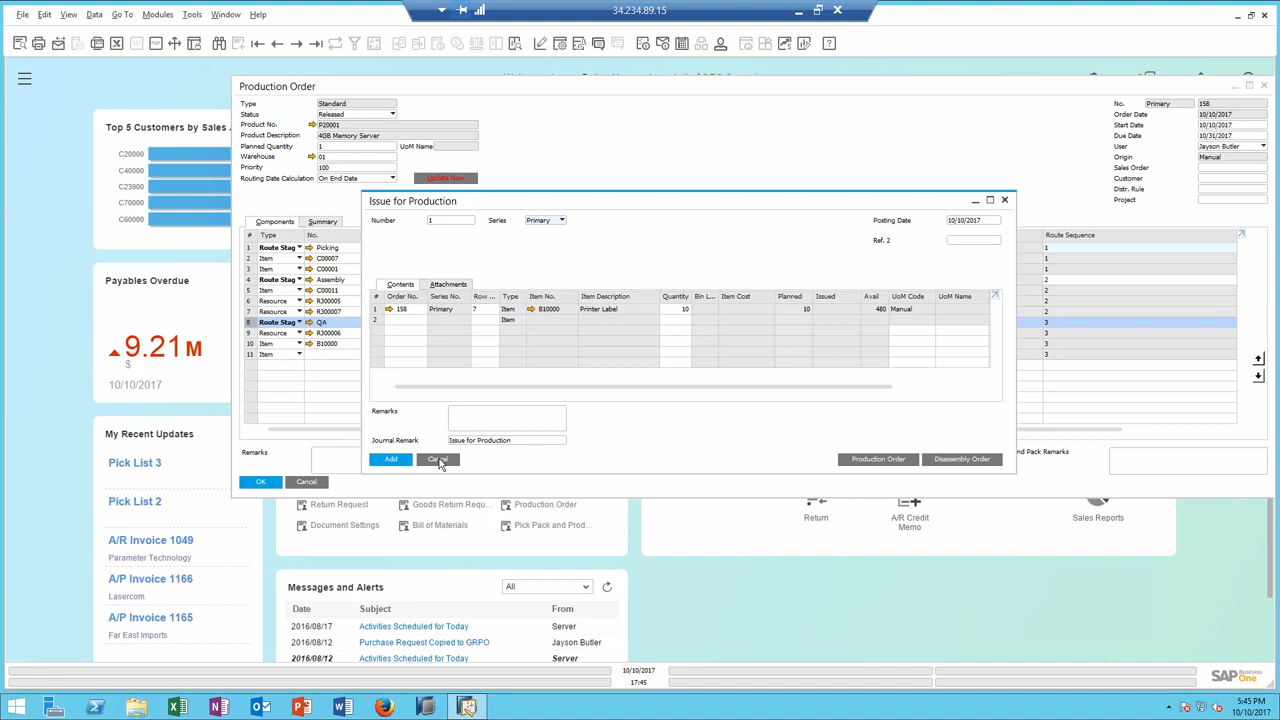 File Edit View Data Go To Modules Tools Window Help
34.234.89.15
Production Order
Type Standard
Status Released
Product No. P20001
Product Description 4GB Memory Server
Planned Quantity 1 UoM Name
Warehouse 01
Priority 100
Routing Date Calculation On End Date
Update Now
No. Primary 158
Order Date 10/10/2017
Start Date 10/10/2017
Due Date 10/31/2017
User Jayson Butler
Origin Manual
Sales Order
Customer
Distr. Rule
Project
Components Summary
# Type No.
1 Route Stag Picking
2 Item C00007
3 Item C00001
4 Route Stag Assembly
5 Item C00011
6 Resource R300005
7 Resource R300007
8 Route Stag QA
9 Resource R300006
10 Item B10000
11 Item
Route Sequence
1
1
1
2
2
2
2
3
3
3
3
Remarks
nd Pack Remarks
OK Cancel
Issue for Production
Number 1 Series Primary
Posting Date 10/10/2017
Ref. 2
Contents Attachments
# Order No. Series No. Row ... Type Item No. Item Description Quantity Bin L... Item Cost Planned Issued Avail UoM Code UoM Name
1 158 Primary 7 Item B10000 Printer Label 10 10 480 Manual
2 Item
Remarks
Journal Remark Issue for Production
Add Cancel Production Order Disassembly Order
Top 5 Customers by Sales
C20000
C40000
C23900
C70000
C60000
Payables Overdue
9.21 M
$
10/10/2017
My Recent Updates
Pick List 3
Pick List 2
A/R Invoice 1049
Parameter Technology
A/P Invoice 1166
Lasercom
A/P Invoice 1165
Far East Imports
Return Request Goods Return Requ... Production Order
Document Settings Bill of Materials Pick Pack and Prod...
Return A/R Credit Memo Sales Reports
Messages and Alerts All
Date Subject From
2016/08/17 Activities Scheduled for Today Server
2016/08/12 Purchase Request Copied to GRPO Jayson Butler
2016/08/12 Activities Scheduled for Today Server
10/10/2017
17:45
SAP Business One
5:45 PM
10/10/2017